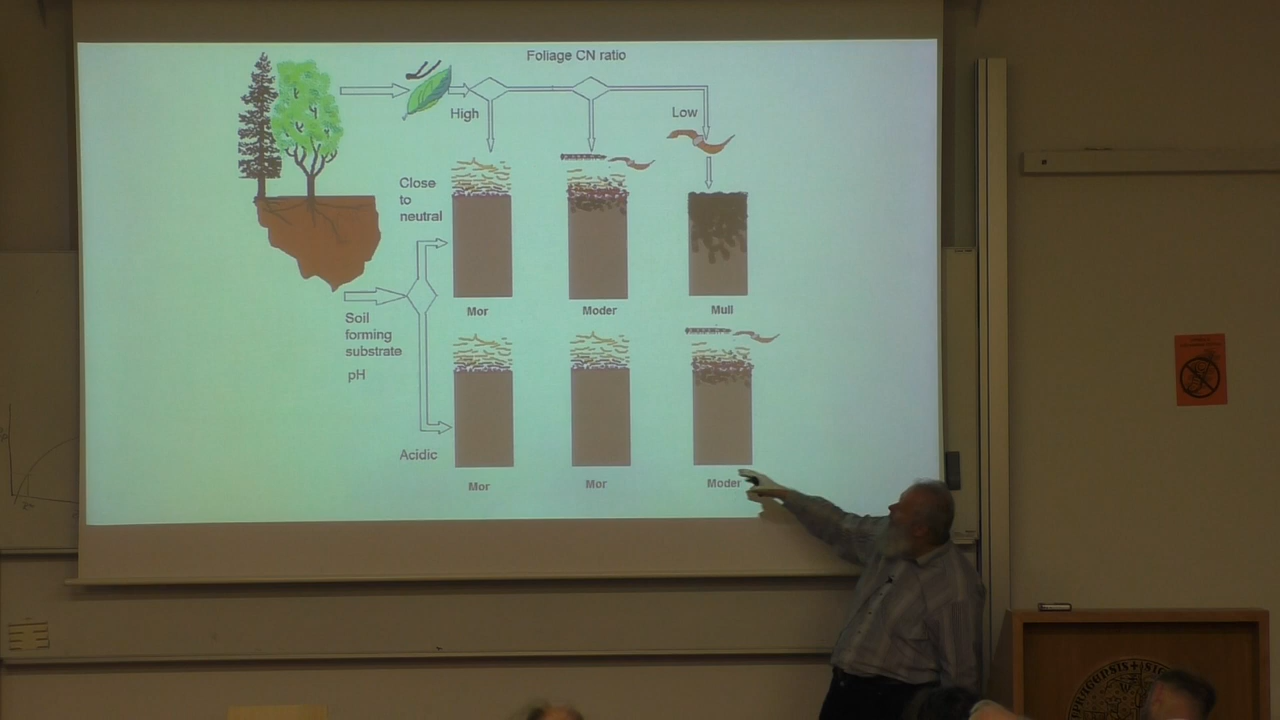 Foliage CN ratio
High
Low
Close
to
neutral
Mor
Moder
Mull
Soil
forming
substrate
pH
Acidic
Mor
Mor
Moder